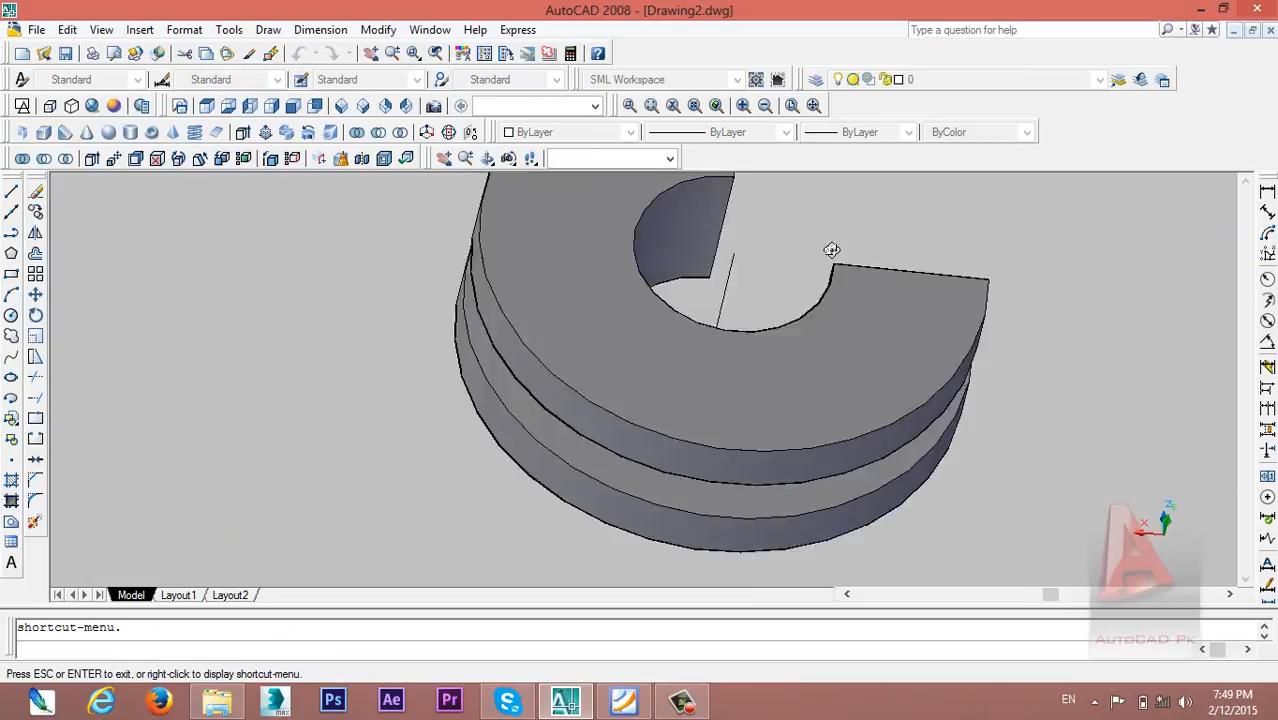 AutoCAD 2008 - [Drawing2.dwg]
File Edit View Insert Format Tools Draw Dimension Modify Window Help Express
Type a question for help
Standard Standard Standard Standard SML Workspace 0
ByLayer ByLayer ByLayer ByColor
X Z
Model Layout1 Layout2
AUTOCAD PK
shortcut-menu.
Press ESC or ENTER to exit, or right-click to display shortcut-menu.
Ps Ae Pr
EN
7:49 PM
2/12/2015